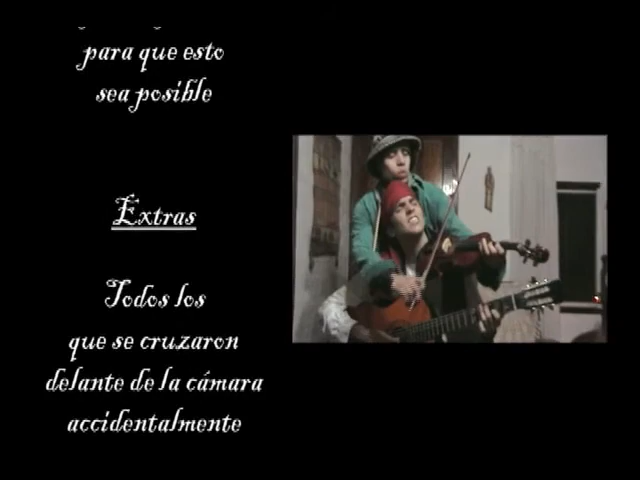 para que esto
sea posible
Extras
Todos los
que se cruzaron
delante de la cámara
accidentalmente